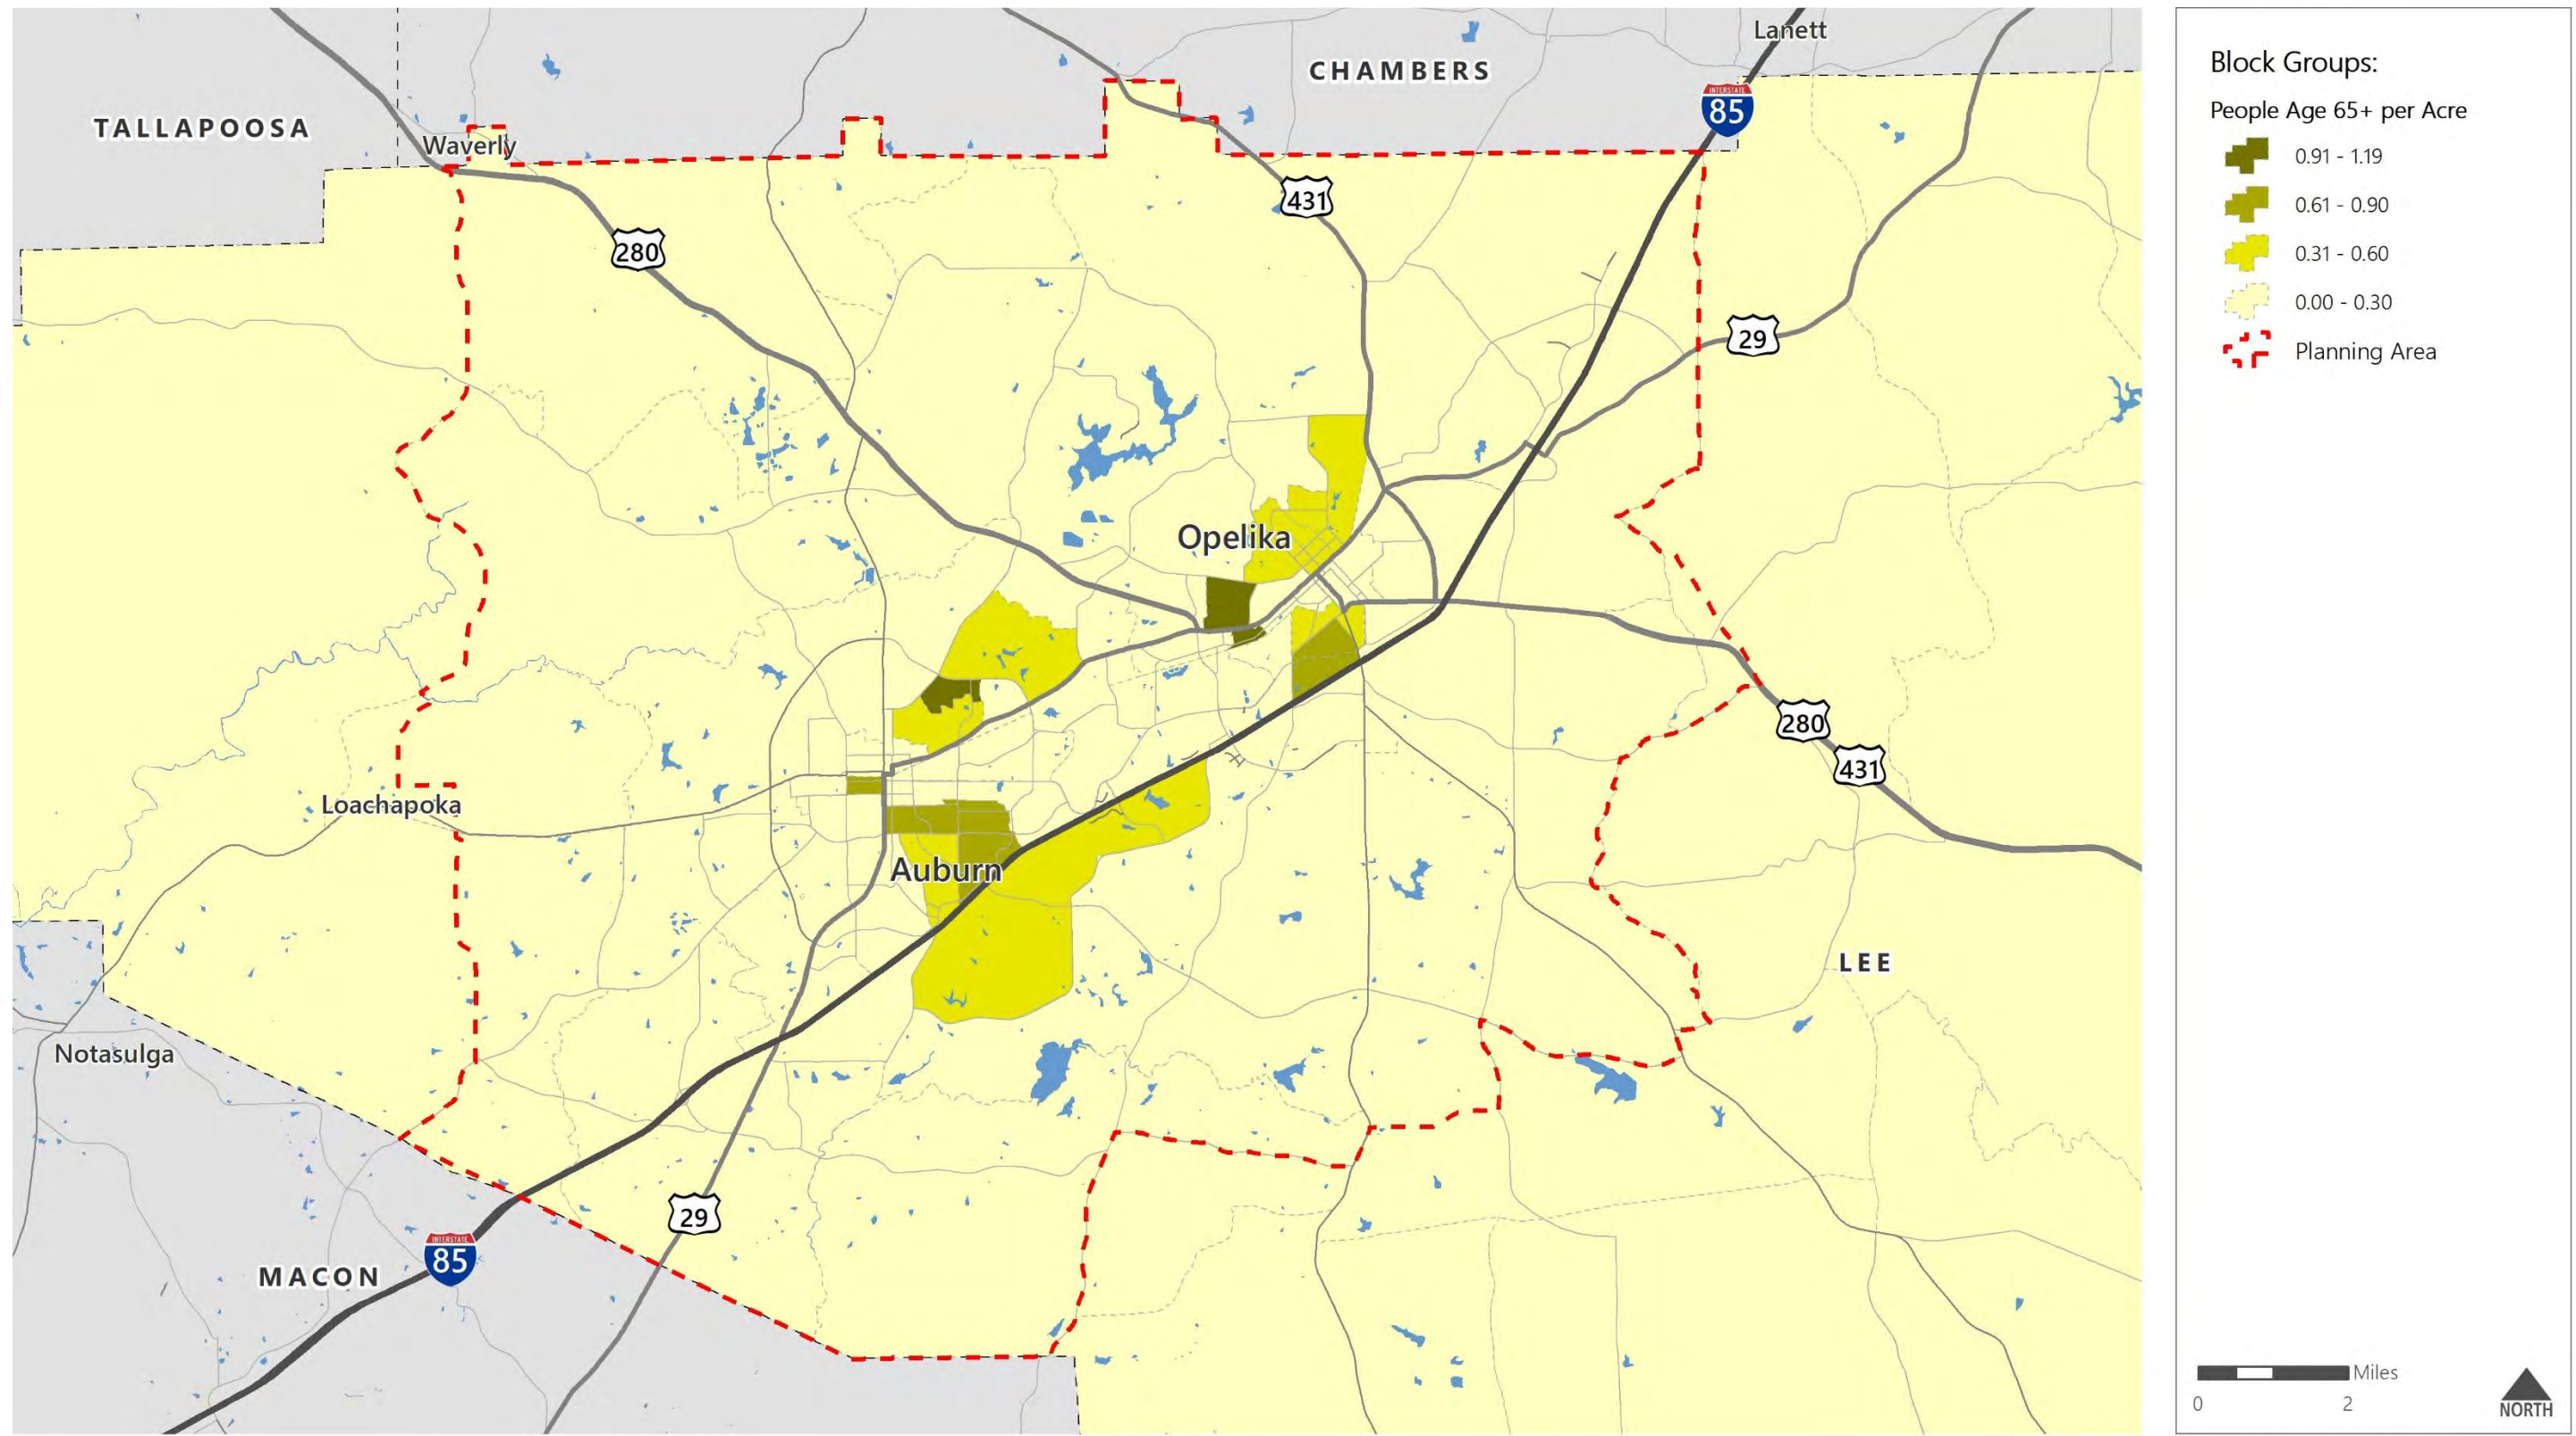 Lanett
CHAMBERS
INTERSTATE
85
TALLAPOOSA
Waverly
431
280
29
Opelika
280
431
Loachapoka
Auburn
LEE
Notasulga
29
INTERSTATE
85
MACON
Block Groups:
People Age 65+ per Acre
0.91 - 1.19
0.61 - 0.90
0.31 - 0.60
0.00 - 0.30
Planning Area
Miles
0 2
NORTH